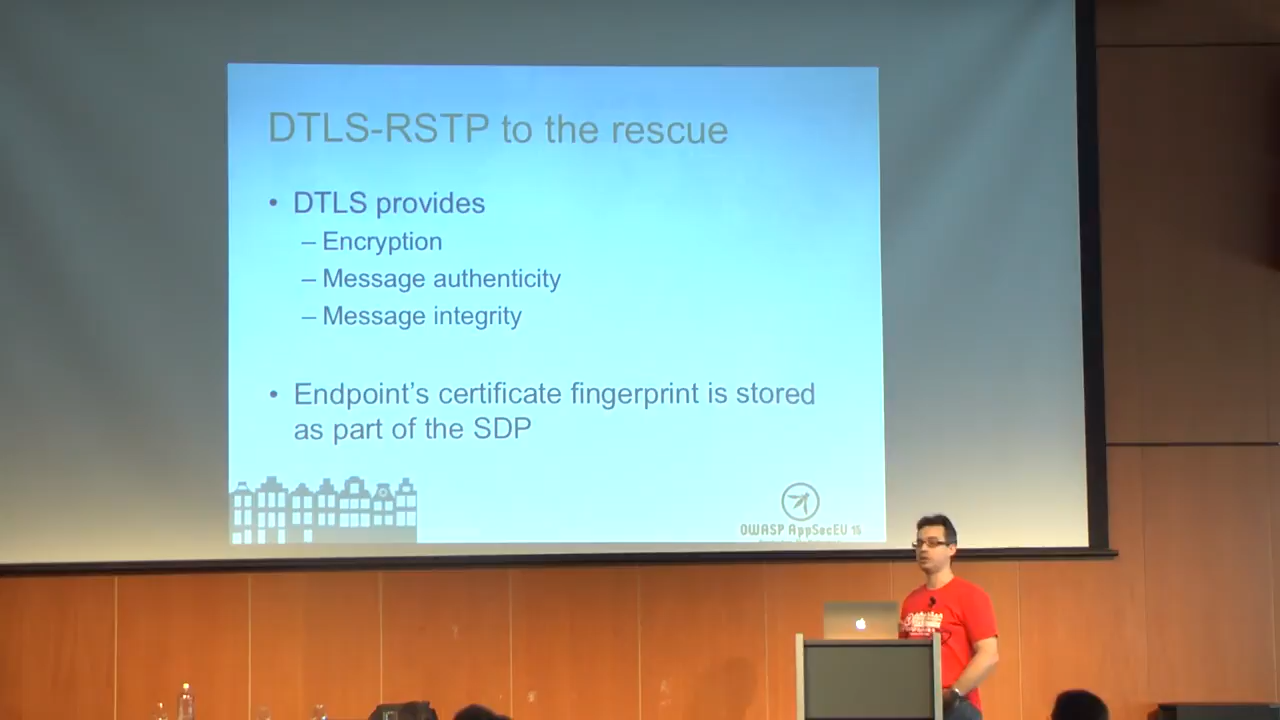 DTLS-RSTP to the rescue
• DTLS provides
– Encryption
– Message authenticity
– Message integrity
• Endpoint’s certificate fingerprint is stored
as part of the SDP
OWASP AppSecEU 15